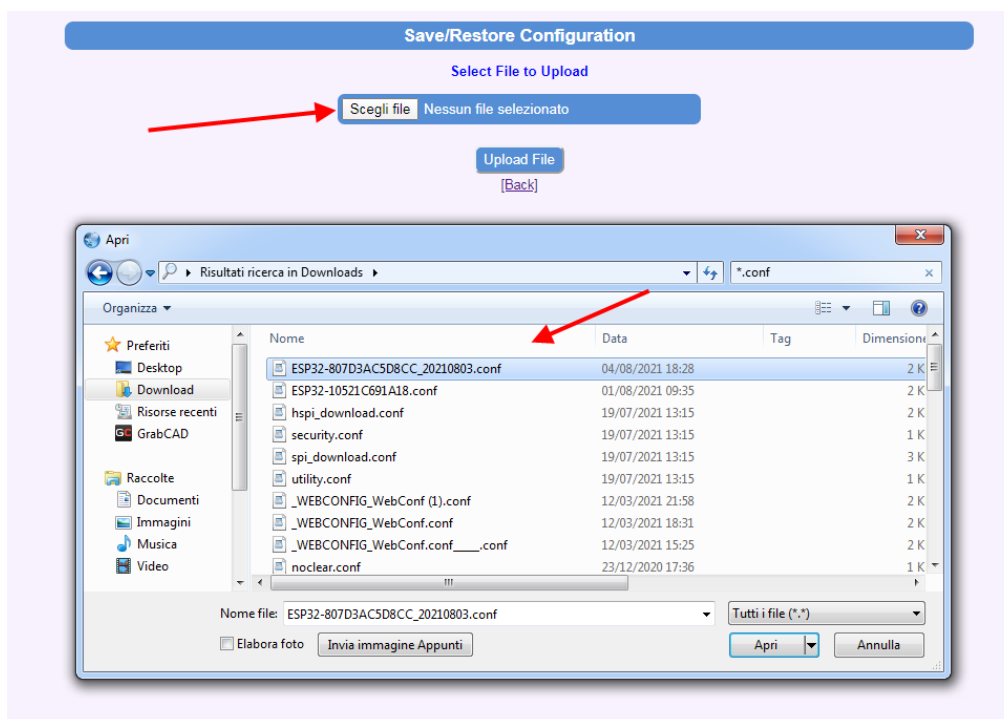 Save/Restore Configuration
Select File to Upload
Scegli file Nessun file selezionato
Upload File
[Back]
Apri
Risultati ricerca in Downloads
*.conf
Organizza
Preferiti
Desktop
Download
Risorse recenti
GC GrabCAD
Raccolte
Documenti
Immagini
Musica
Video
Nome Data Tag Dimensione
ESP32-807D3AC5D8CC_20210803.conf 04/08/2021 18:28 2 K
ESP32-10521C691A18.conf 01/08/2021 09:35 2 K
hspi_download.conf 19/07/2021 13:15 2 K
security.conf 19/07/2021 13:15 1 K
spi_download.conf 19/07/2021 13:15 3 K
utility.conf 19/07/2021 13:15 1 K
_WEBCONFIG_WebConf (1).conf 12/03/2021 21:58 2 K
_WEBCONFIG_WebConf.conf 12/03/2021 18:31 2 K
_WEBCONFIG_WebConf.conf____.conf 12/03/2021 15:25 2 K
noclear.conf 23/12/2020 17:36 1 K
Nome file: ESP32-807D3AC5D8CC_20210803.conf Tutti i file (*.*)
Elabora foto Invia immagine Appunti Apri Annulla